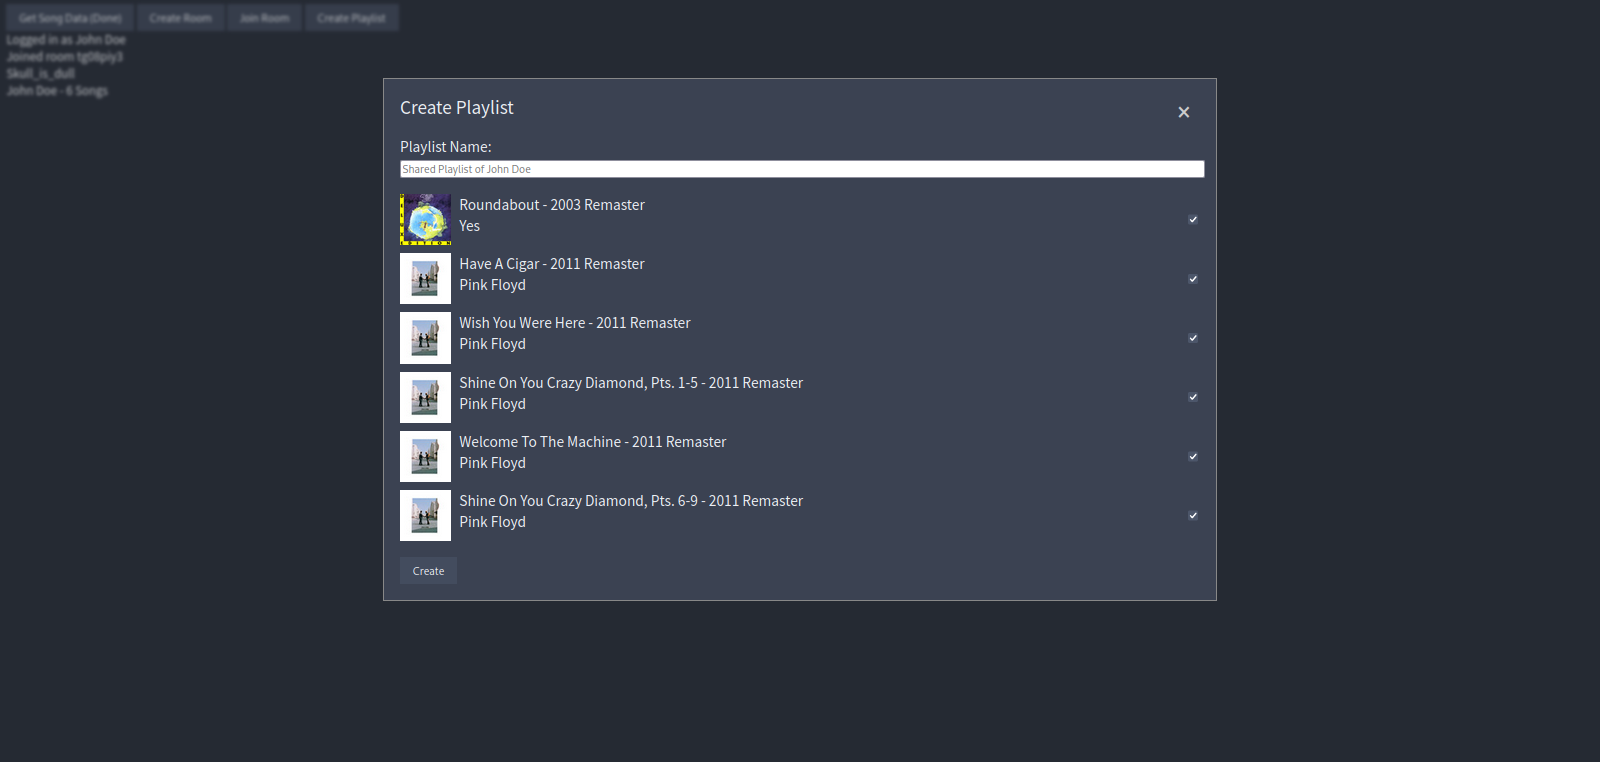 Get Song Data (Done) Create Room Join Room Create Playlist
Logged in as John Doe
Joined room tg08piy3
Skull_is_dull
John Doe - 6 Songs
Create Playlist ×
Playlist Name:
Shared Playlist of John Doe
Roundabout - 2003 Remaster
Yes
Have A Cigar - 2011 Remaster
Pink Floyd
Wish You Were Here - 2011 Remaster
Pink Floyd
Shine On You Crazy Diamond, Pts. 1-5 - 2011 Remaster
Pink Floyd
Welcome To The Machine - 2011 Remaster
Pink Floyd
Shine On You Crazy Diamond, Pts. 6-9 - 2011 Remaster
Pink Floyd
Create